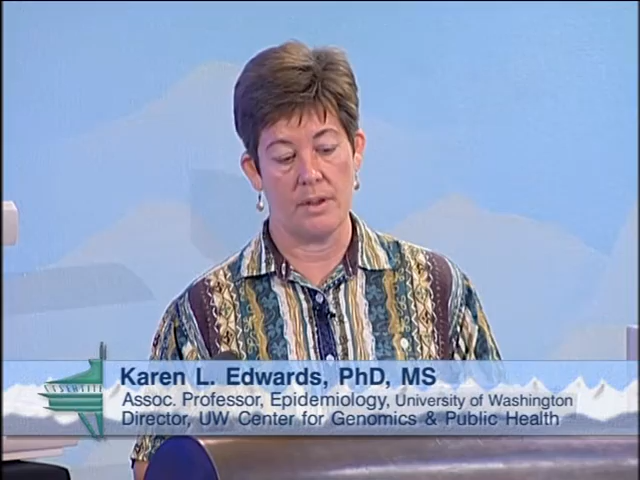 Karen L. Edwards, PhD, MS
Assoc. Professor, Epidemiology, University of Washington
Director, UW Center for Genomics & Public Health